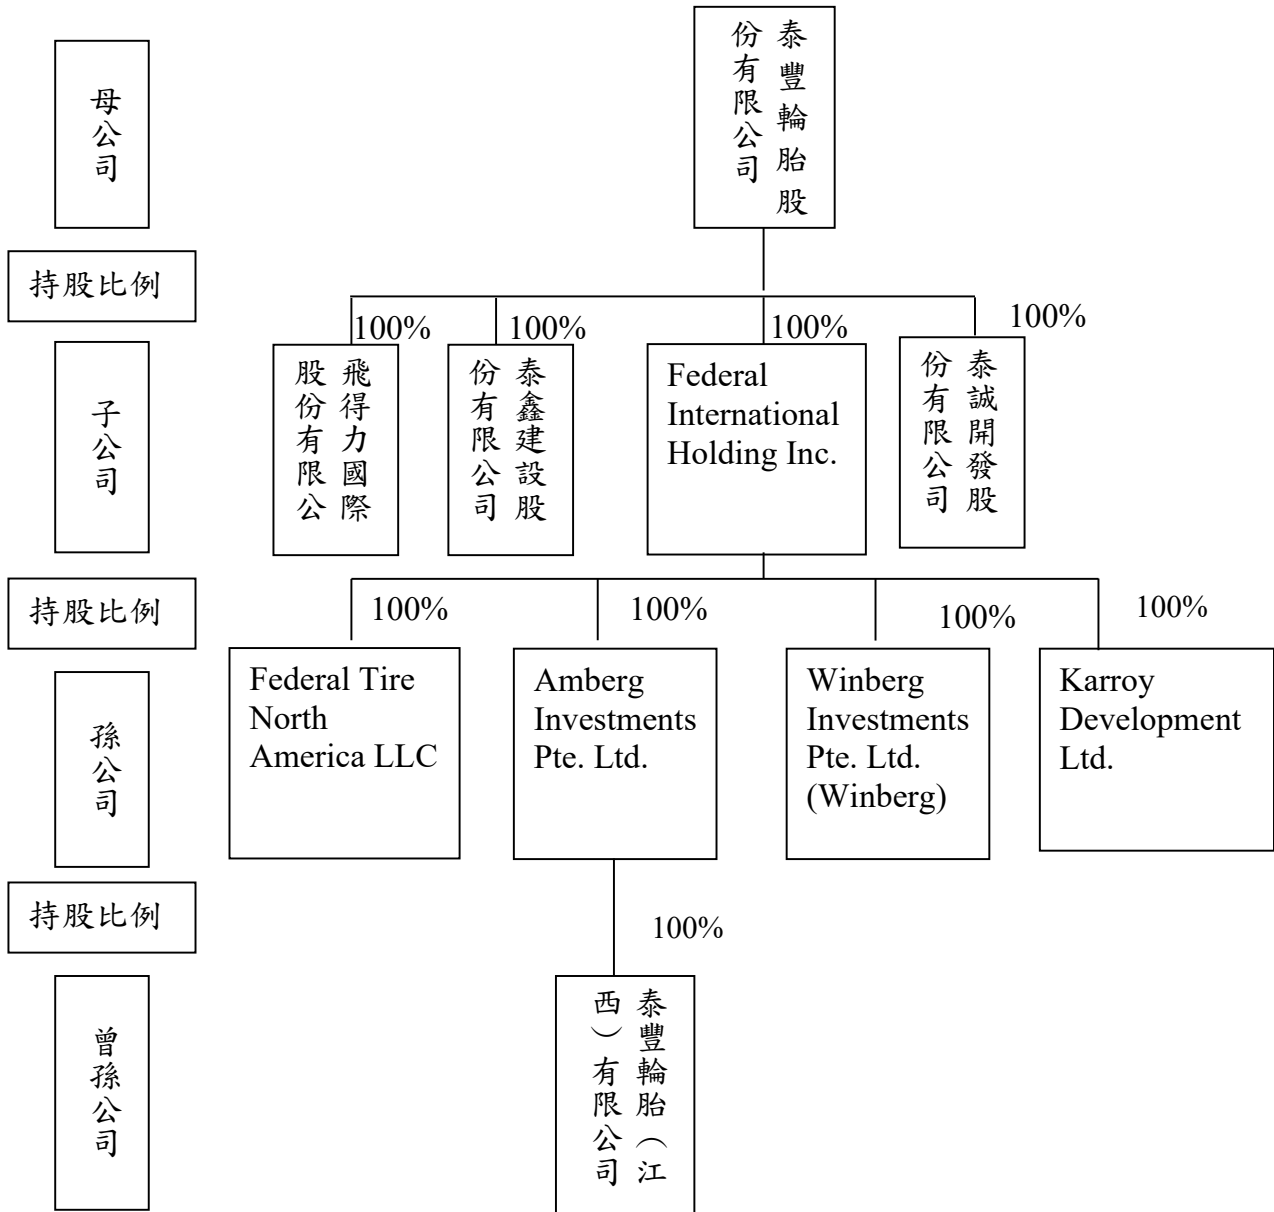 母公司
泰豐輪胎股
份有限公司
持股比例
100%
100%
100%
100%
子公司
飛得力國際
股份有限公
泰鑫建設股
份有限公司
Federal
International
Holding Inc.
泰誠開發股
份有限公司
持股比例
100%
100%
100%
100%
孫公司
Federal Tire
North
America LLC
Amberg
Investments
Pte. Ltd.
Winberg
Investments
Pte. Ltd.
(Winberg)
Karroy
Development
Ltd.
持股比例
100%
曾孫公司
泰豐輪胎（江
西）有限公司